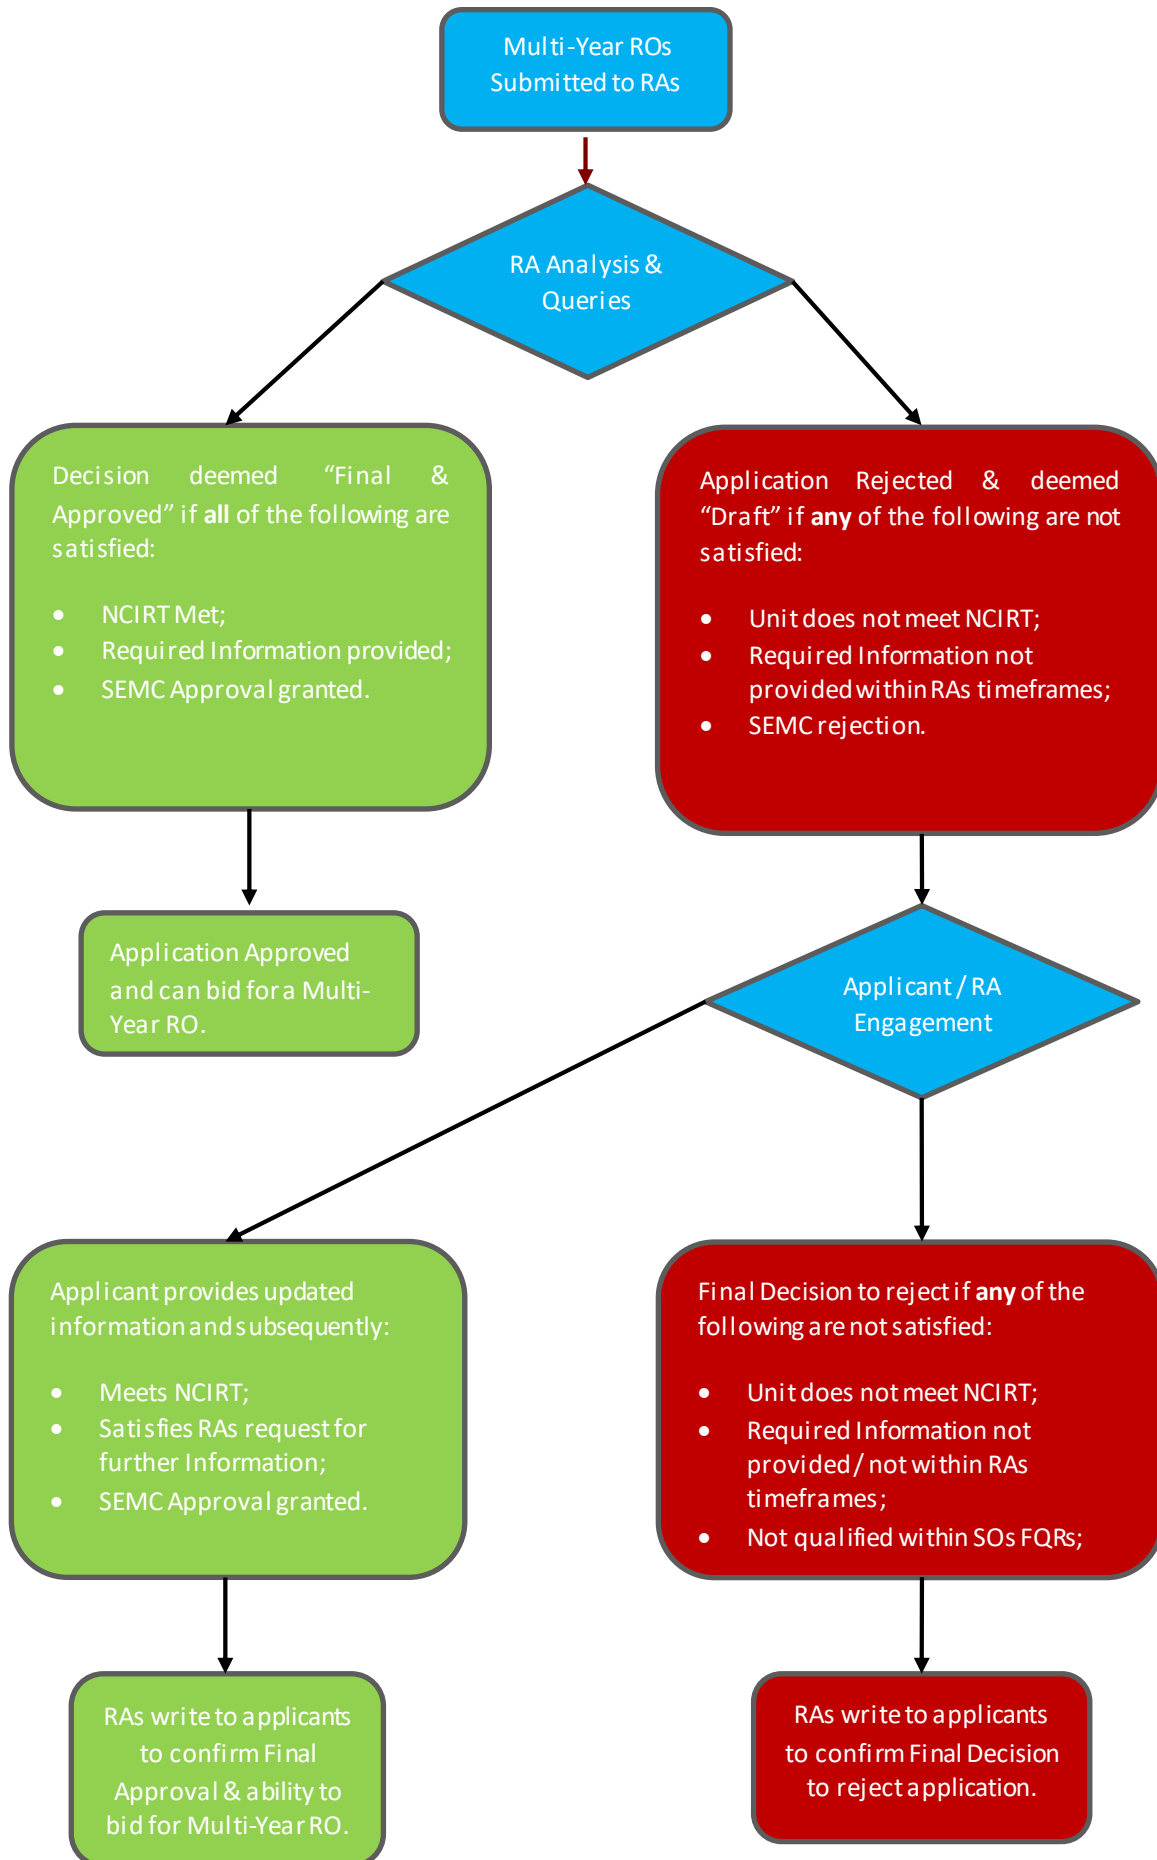 Multi-Year ROs
Submitted to RAs
RA Analysis &
Queries
Decision deemed “Final &
Approved” if all of the following are
satisfied:
• NCIRT Met;
• Required Information provided;
• SEMC Approval granted.
Application Rejected & deemed
“Draft” if any of the following are not
satisfied:
• Unit does not meet NCIRT;
• Required Information not
provided within RAs timeframes;
• SEMC rejection.
Application Approved
and can bid for a Multi-
Year RO.
Applicant / RA
Engagement
Applicant provides updated
information and subsequently:
• Meets NCIRT;
• Satisfies RAs request for
further Information;
• SEMC Approval granted.
Final Decision to reject if any of the
following are not satisfied:
• Unit does not meet NCIRT;
• Required Information not
provided / not within RAs
timeframes;
• Not qualified within SOs FQRs;
RAs write to applicants
to confirm Final
Approval & ability to
bid for Multi-Year RO.
RAs write to applicants
to confirm Final Decision
to reject application.